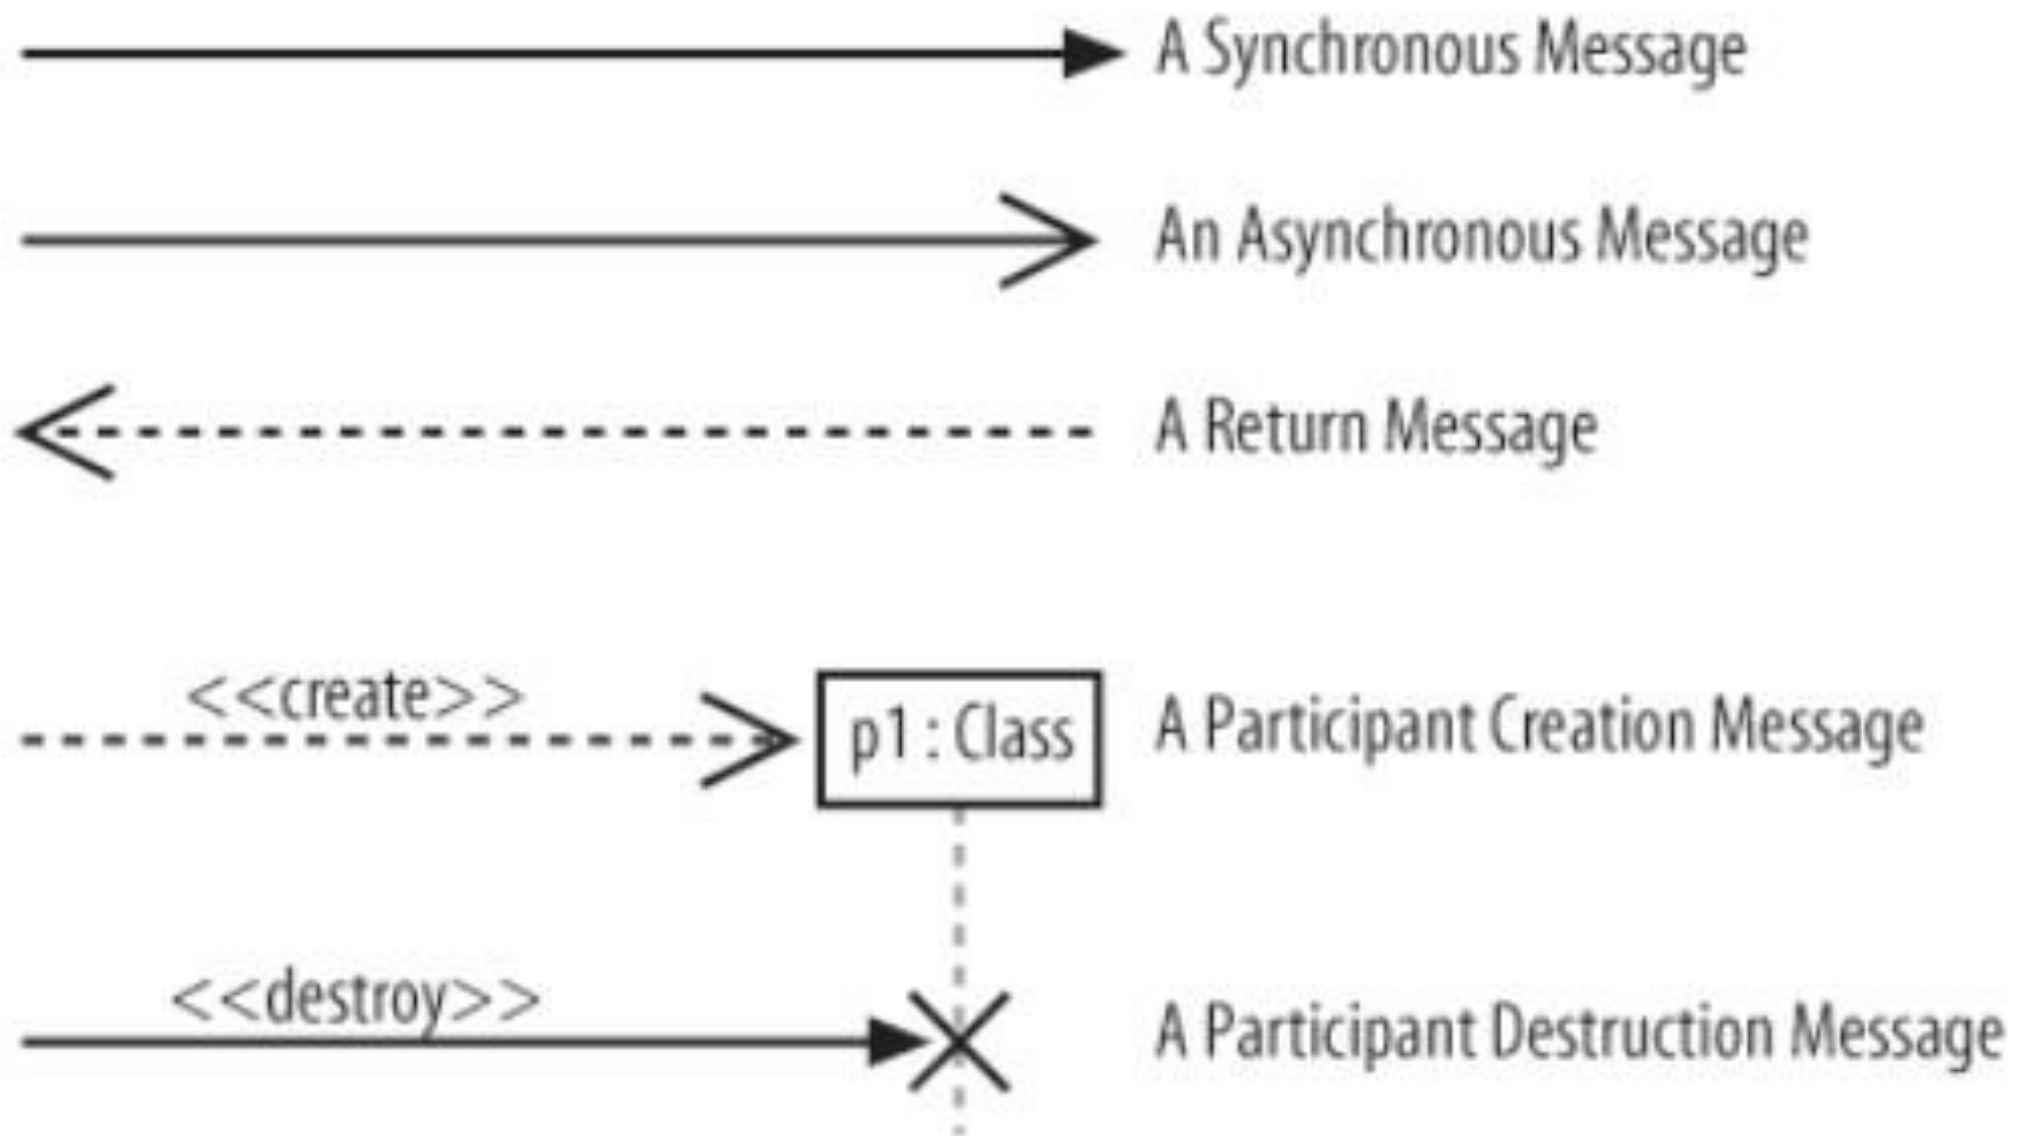 A Synchronous Message
An Asynchronous Message
A Return Message
<<create>>
p1 : Class
A Participant Creation Message
<<destroy>>
A Participant Destruction Message